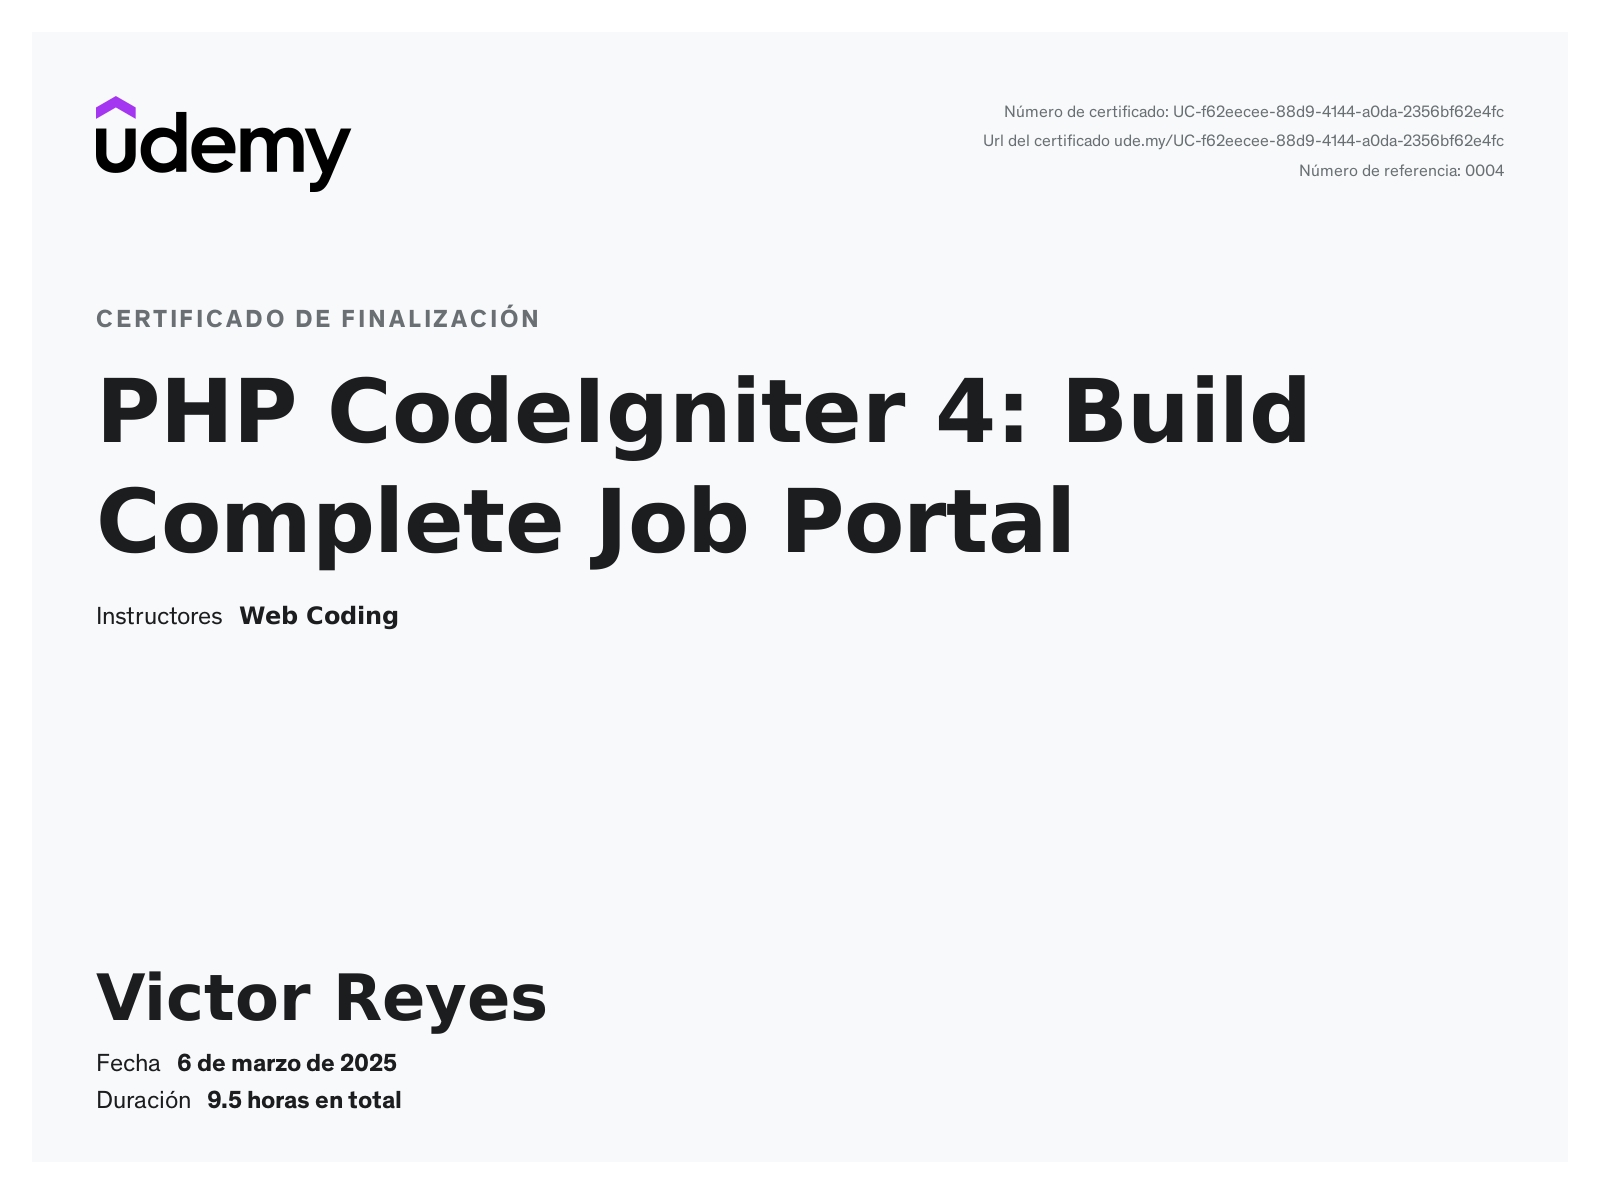 udemy
Número de certificado: UC-f62eecee-88d9-4144-a0da-2356bf62e4fc
Url del certificado ude.my/UC-f62eecee-88d9-4144-a0da-2356bf62e4fc
Número de referencia: 0004
CERTIFICADO DE FINALIZACIÓN
PHP CodeIgniter 4: Build
Complete Job Portal
Instructores Web Coding
Victor Reyes
Fecha 6 de marzo de 2025
Duración 9.5 horas en total